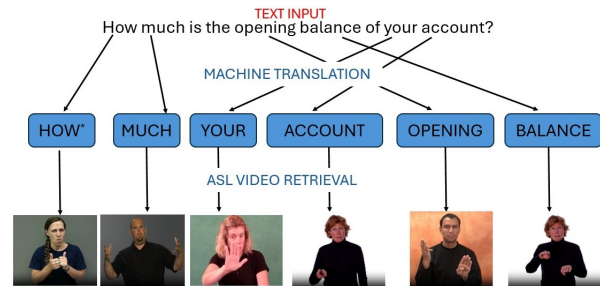 TEXT INPUT
How much is the opening balance of your account?
MACHINE TRANSLATION
HOW* MUCH YOUR ACCOUNT OPENING BALANCE
ASL VIDEO RETRIEVAL